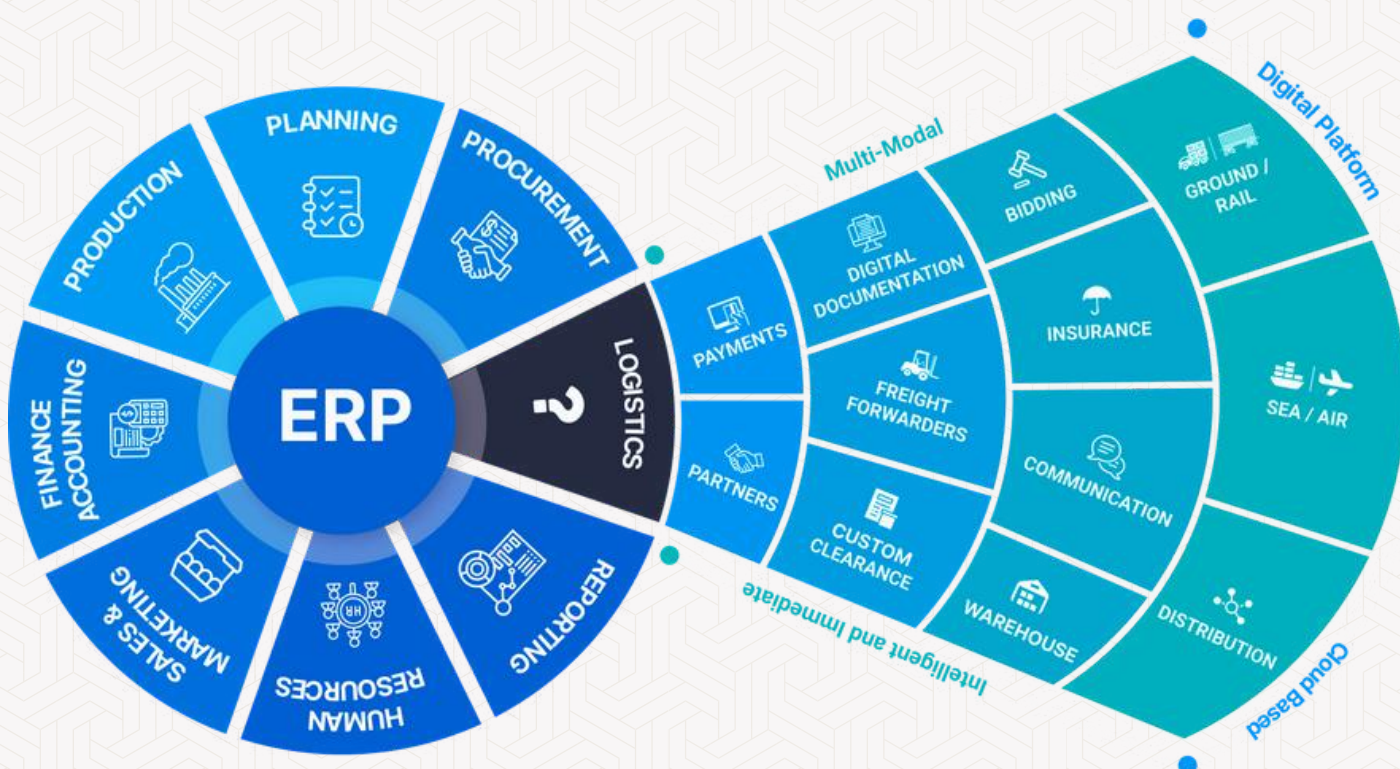 ERP
PLANNING
PROCUREMENT
LOGISTICS
?
REPORTING
HUMAN
RESOURCES
HR
SALES &
MARKETING
FINANCE
ACCOUNTING
PRODUCTION
Multi-Modal
Digital Platform
Intelligent and Immediate
Cloud Based
PAYMENTS
PARTNERS
DIGITAL
DOCUMENTATION
FREIGHT
FORWARDERS
CUSTOM
CLEARANCE
BIDDING
INSURANCE
COMMUNICATION
WAREHOUSE
GROUND /
RAIL
SEA / AIR
DISTRIBUTION